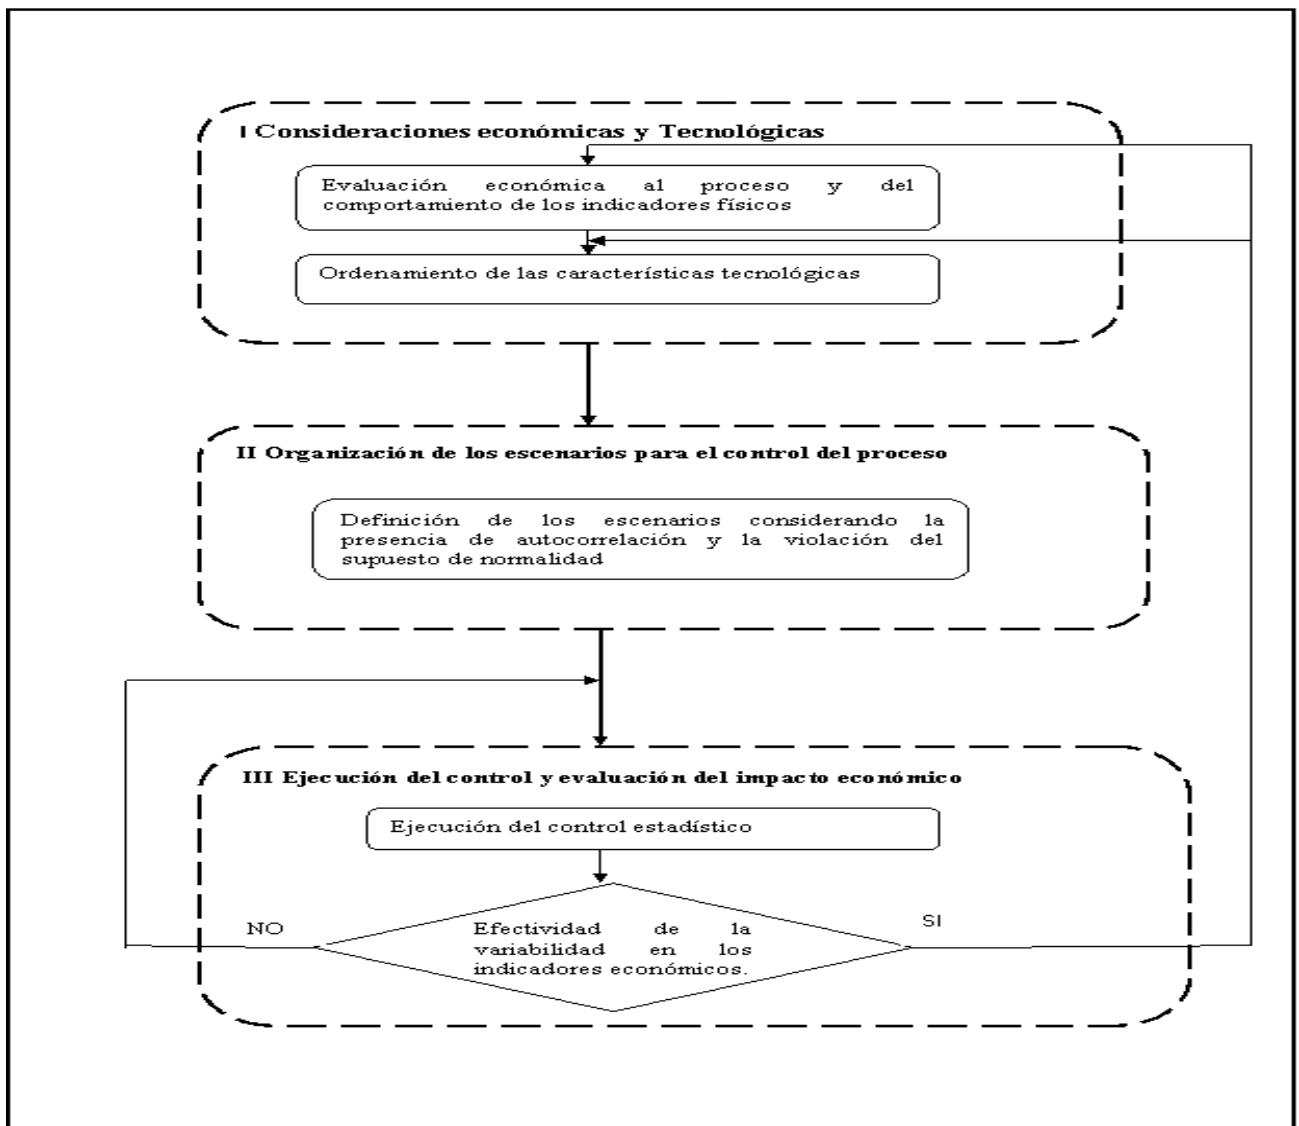 I Consideraciones económicas y Tecnológicas
Evaluación económica al proceso y del
comportamiento de los indicadores físicos
Ordenamiento de las características tecnológicas
II Organización de los escenarios para el control del proceso
Definición de los escenarios considerando la
presencia de autocorrelación y la violación del
supuesto de normalidad
III Ejecución del control y evaluación del impacto económico
Ejecución del control estadístico
NO
Efectividad de la
variabilidad en los
indicadores económicos.
SI